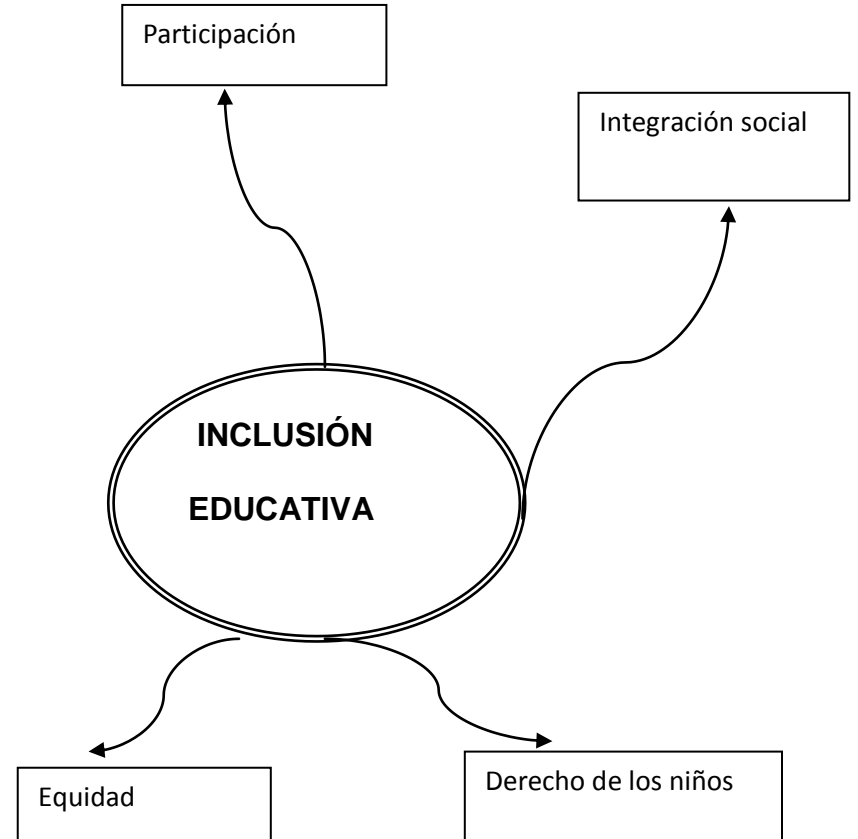 Participación
Integración social
INCLUSIÓN
EDUCATIVA
Equidad
Derecho de los niños